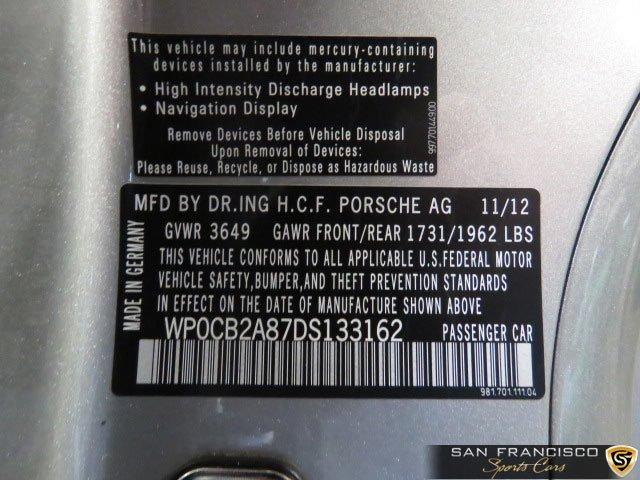 This vehicle may include mercury-containing
devices installed by the manufacturer:
• High Intensity Discharge Headlamps
• Navigation Display
Remove Devices Before Vehicle Disposal
Upon Removal of Devices:
Please Reuse, Recycle, or Dispose as Hazardous Waste
99770144900
MFD BY DR.ING H.C.F. PORSCHE AG 11/12
GVWR 3649 GAWR FRONT/REAR 1731/1962 LBS
THIS VEHICLE CONFORMS TO ALL APPLICABLE U.S.FEDERAL MOTOR
VEHICLE SAFETY,BUMPER,AND THEFT PREVENTION STANDARDS
IN EFFECT ON THE DATE OF MANUFACTURE SHOWN ABOVE
WP0CB2A87DS133162 PASSENGER CAR
MADE IN GERMANY
981.701.111.04
SAN FRANCISCO
Sports Cars